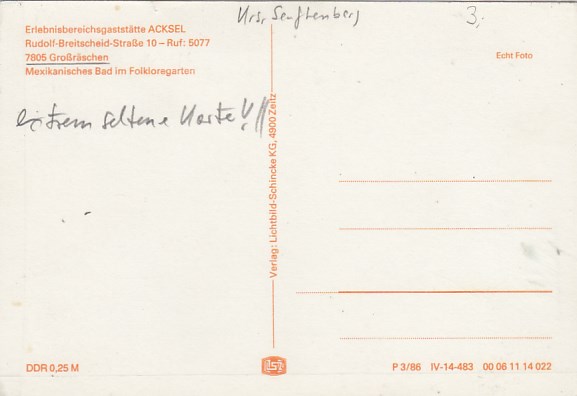 Krs. Senftenberg
3,-
Erlebnisbereichsgaststätte ACKSEL
Rudolf-Breitscheid-Straße 10 – Ruf: 5077
7805 Großräschen
Mexikanisches Bad im Folkloregarten
Echt Foto
extrem seltene Karte!!!
Verlag: Lichtbild-Schincke KG, 4900 Zeitz
DDR 0,25 M
P 3/86 IV-14-483 00 06 11 14 022